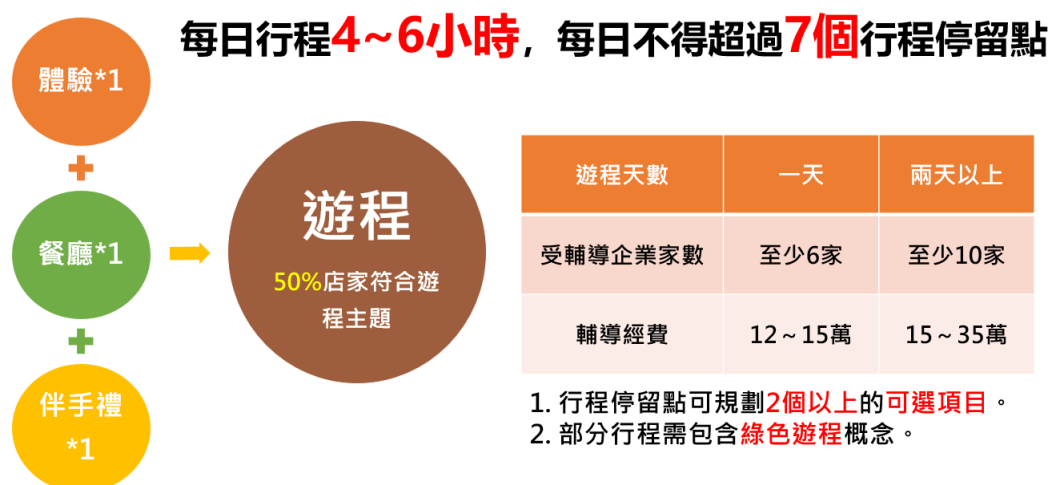 每日行程4~6小時，每日不得超過7個行程停留點
體驗*1
餐廳*1
伴手禮
*1
遊程
50%店家符合遊
程主題
遊程天數 一天 兩天以上
受輔導企業家數 至少6家 至少10家
輔導經費 12～15萬 15～35萬
1. 行程停留點可規劃2個以上的可選項目。
2. 部分行程需包含綠色遊程概念。